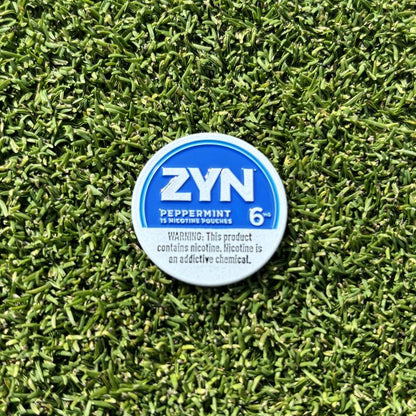 ZYN
PEPPERMINT
15 NICOTINE POUCHES
6MG
WARNING: This product
contains nicotine. Nicotine is
an addictive chemical.